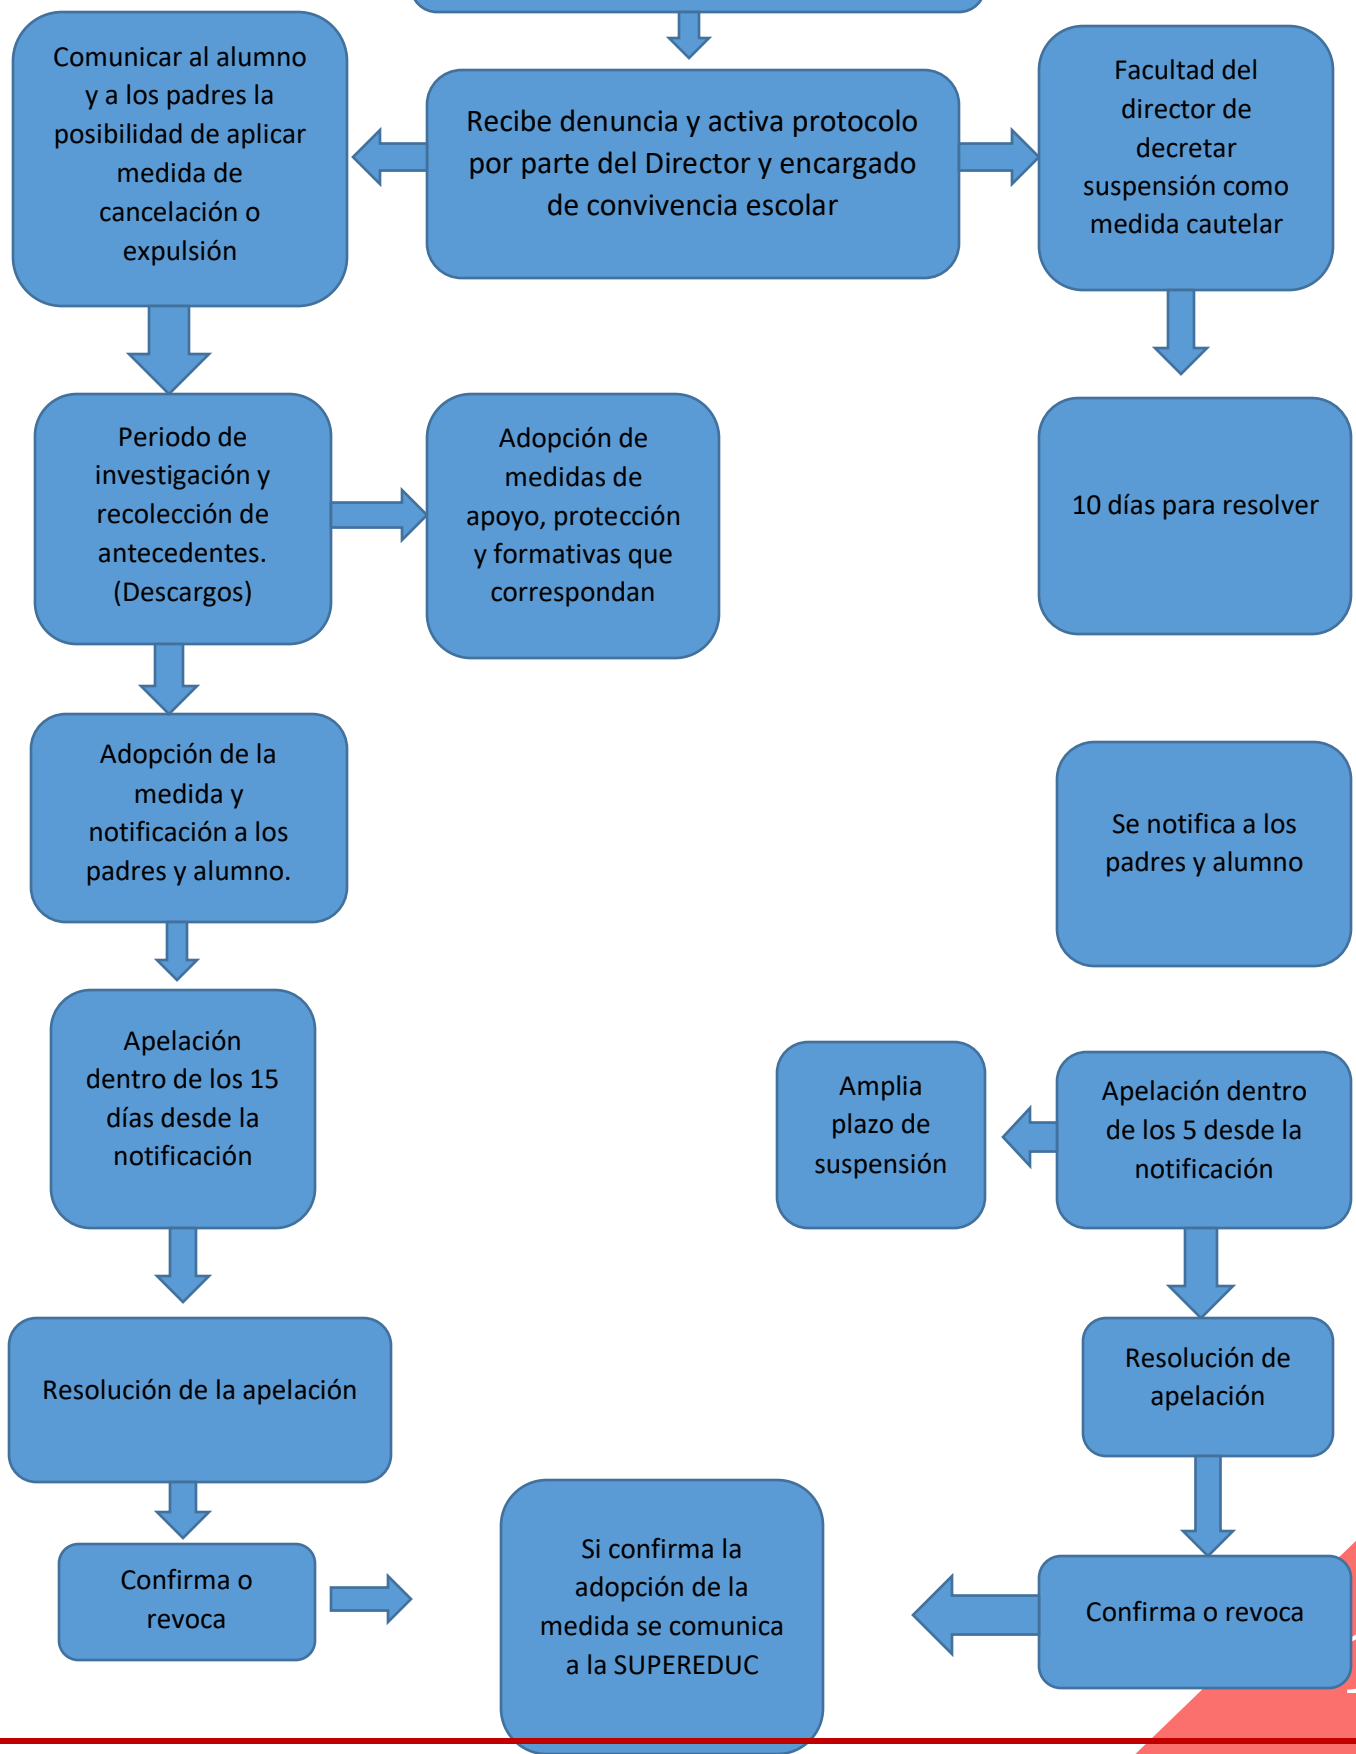 Comunicar al alumno
y a los padres la
posibilidad de aplicar
medida de
cancelación o
expulsión
Recibe denuncia y activa protocolo
por parte del Director y encargado
de convivencia escolar
Facultad del
director de
decretar
suspensión como
medida cautelar
Periodo de
investigación y
recolección de
antecedentes.
(Descargos)
Adopción de
medidas de
apoyo, protección
y formativas que
correspondan
10 días para resolver
Adopción de la
medida y
notificación a los
padres y alumno.
Se notifica a los
padres y alumno
Apelación
dentro de los 15
días desde la
notificación
Amplia
plazo de
suspensión
Apelación dentro
de los 5 desde la
notificación
Resolución de la apelación
Resolución de
apelación
Confirma o
revoca
Si confirma la
adopción de la
medida se comunica
a la SUPEREDUC
Confirma o revoca